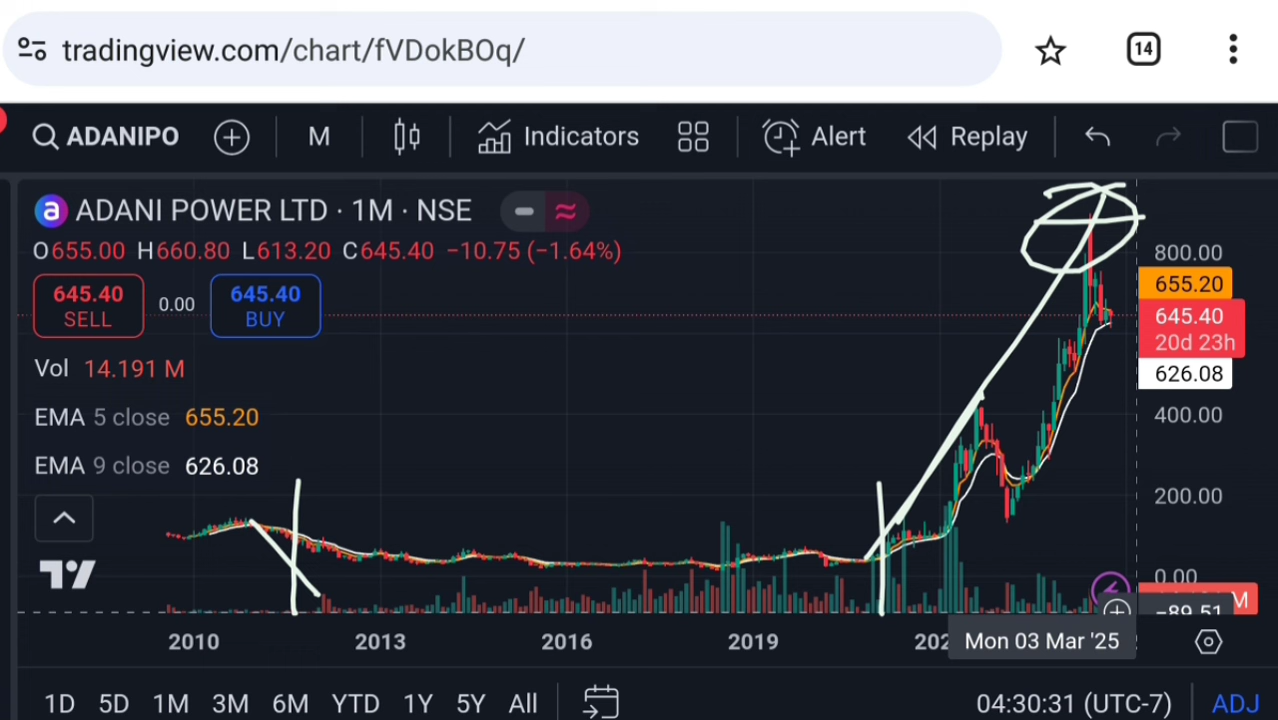 tradingview.com/chart/fVDokBOq/ 14
ADANIPO M Indicators Alert Replay
a ADANI POWER LTD · 1M · NSE
O655.00 H660.80 L613.20 C645.40 −10.75 (−1.64%)
800.00
655.20
645.40 SELL 0.00 645.40 BUY
645.40
20d 23h
626.08
Vol 14.191 M
EMA 5 close 655.20
400.00
EMA 9 close 626.08
200.00
0.00
M
−89.51
2010 2013 2016 2019 202 Mon 03 Mar '25
1D 5D 1M 3M 6M YTD 1Y 5Y All 04:30:31 (UTC-7) ADJ